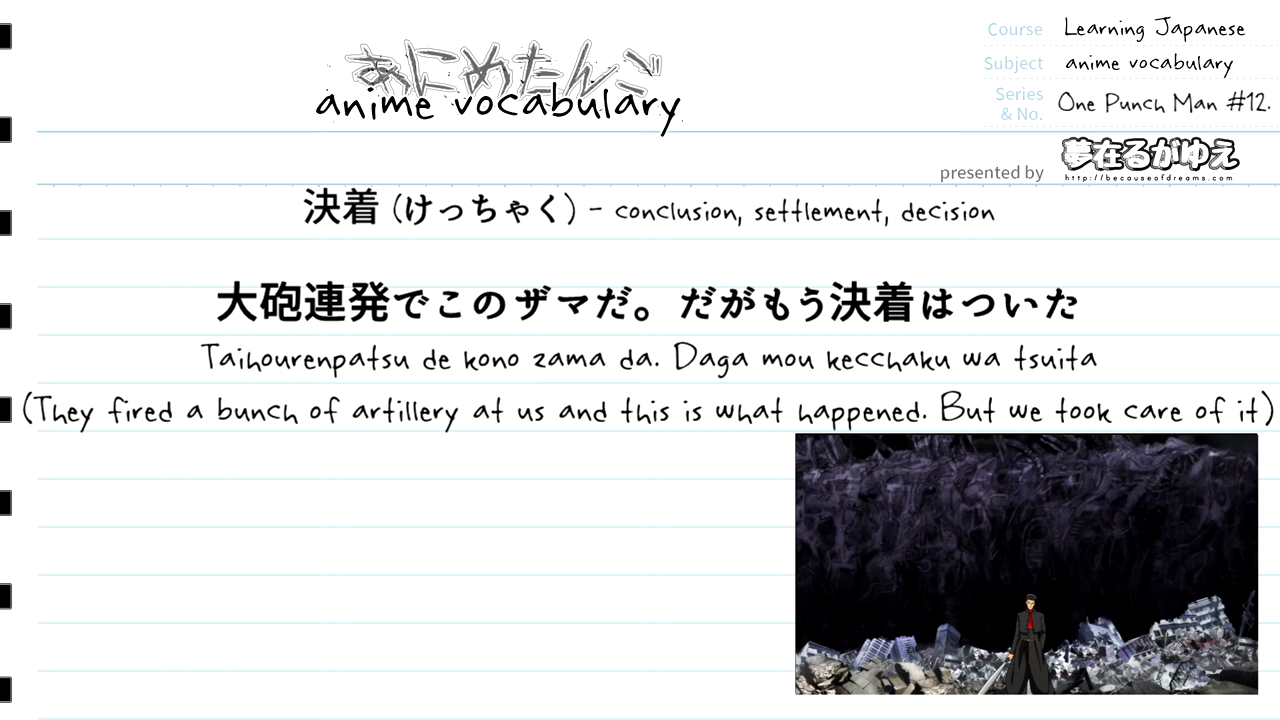 あにめたんご
anime vocabulary
Course Learning Japanese
Subject anime vocabulary
Series & No. One Punch Man #12.
presented by 夢在るがゆえ
http://becauseofdreams.com
決着 (けっちゃく) - conclusion, settlement, decision
大砲連発でこのザマだ。だがもう決着はついた
Taihourenpatsu de kono zama da. Daga mou kecchaku wa tsuita
(They fired a bunch of artillery at us and this is what happened. But we took care of it)